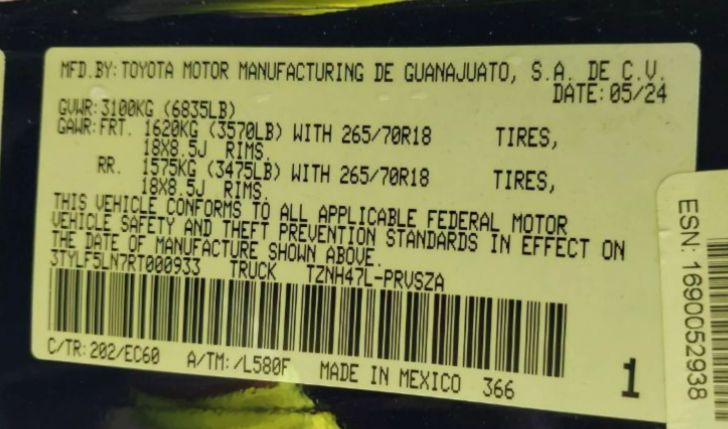 MFD.BY:TOYOTA MOTOR MANUFACTURING DE GUANAJUATO, S.A. DE C.V.
DATE:05/24
GVWR:3100KG (6835LB)
GAWR:FRT. 1620KG (3570LB) WITH 265/70R18 TIRES,
18X8.5J RIMS,
RR. 1575KG (3475LB) WITH 265/70R18 TIRES,
18X8.5J RIMS
THIS VEHICLE CONFORMS TO ALL APPLICABLE FEDERAL MOTOR
VEHICLE SAFETY AND THEFT PREVENTION STANDARDS IN EFFECT ON
THE DATE OF MANUFACTURE SHOWN ABOVE.
3TYLF5LN7RT000933 TRUCK TZNH47L-PRVSZA
C/TR:202/EC60 A/TM:/L580F MADE IN MEXICO 366 1
ESN: 1690052938